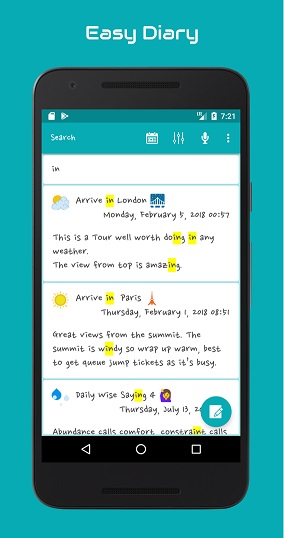 Easy Diary
7:21
Search
in
Arrive in London
Monday, February 5, 2018 00:57
This is a Tour well worth doing in any
weather.
The view from top is amazing.
Arrive in Paris
Thursday, February 1, 2018 08:51
Great views from the summit. The
summit is windy so wrap up warm, best
to get queue jump tickets as it's busy.
Daily Wise Saying 4
Thursday, July 13, 20
Abundance calls comfort, constraint calls